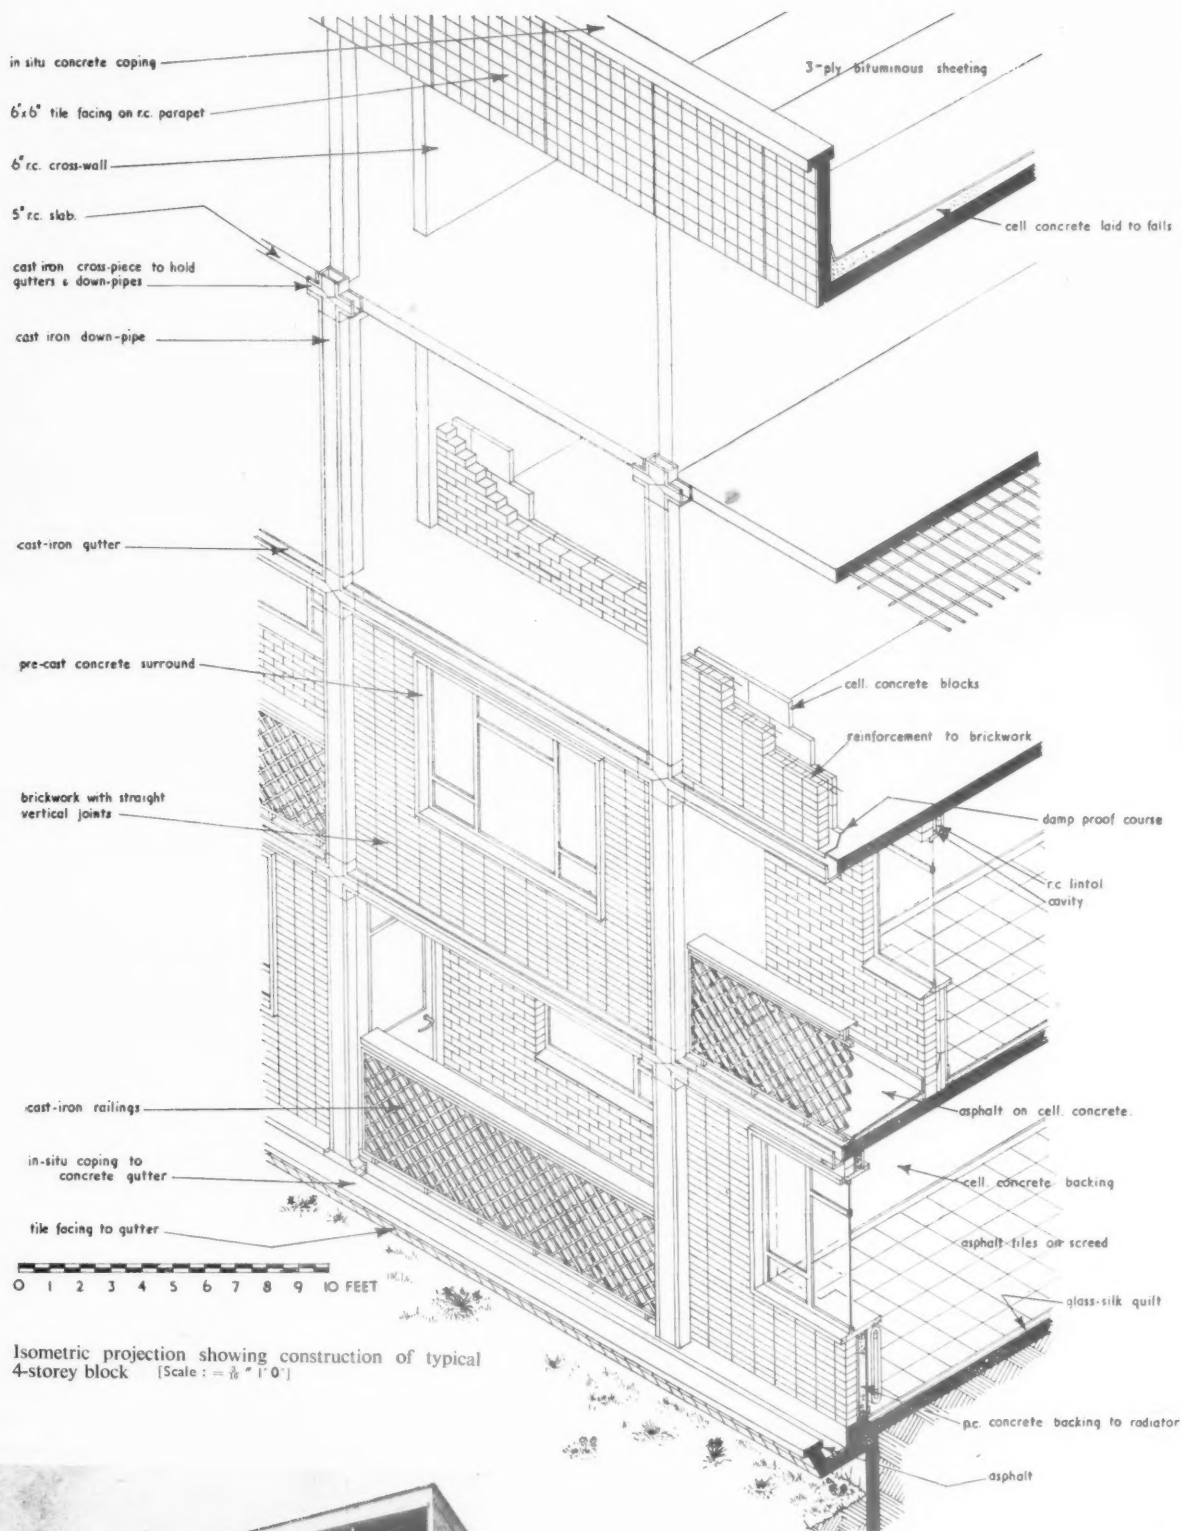 in situ concrete coping
3-ply bituminous sheeting
6"x6" tile facing on r.c. parapet
6" r.c. cross-wall
5" r.c. slab.
cell concrete laid to falls
cast iron cross-piece to hold
gutters & down-pipes
cast iron down-pipe
cast-iron gutter
pre-cast concrete surround
cell. concrete blocks
reinforcement to brickwork
brickwork with straight
vertical joints
damp proof course
r.c lintol
cavity
cast-iron railings
asphalt on cell. concrete.
in-situ coping to
concrete gutter
cell. concrete backing
tile facing to gutter
asphalt tiles on screed
0 1 2 3 4 5 6 7 8 9 10 FEET
glass-silk quilt
Isometric projection showing construction of typical
4-storey block [Scale : = 3/16 " 1' 0"]
p.c. concrete backing to radiator
asphalt